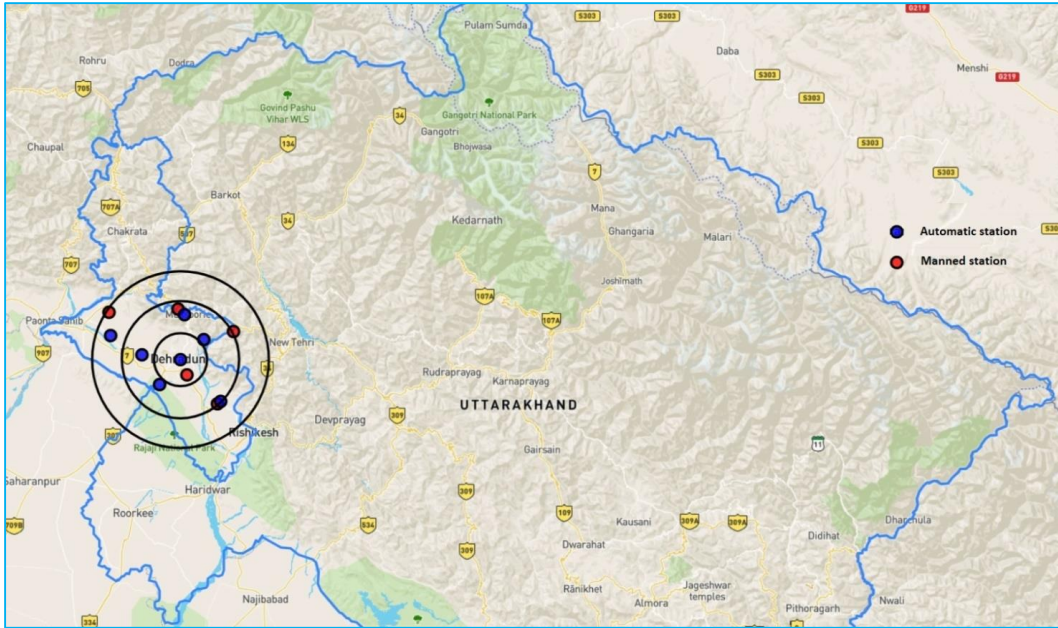 Pulam Sumda
S303
G219
Daba
Menshi
G219
Rohru
Dodra
S303
705
S303
Govind Pashu
Vihar WLS
Gangotri National Park
34
Gangotri
Bhojwasa
Chaupal
134
S303
7
S303
Barkot
707A
34
Mana
Kedarnath
Ghangaria
Malari
Chakrata
Automatic station
Manned station
707
Joshimath
107A
Paonta Sahib
107A
New Tehri
907
7
Dehradun
34
Rudraprayag
Karnaprayag
UTTARAKHAND
309
Devprayag
Rishikesh
Rajaji National Park
11
Gairsain
Saharanpur
Haridwar
309
709B
Roorkee
534
109
Kausani
309A
309A
Dharchula
Didihat
309
Dwarahat
Jageshwar
temples
Rānikhet
Najibabad
Almora
Pithoragarh
Nwali
334